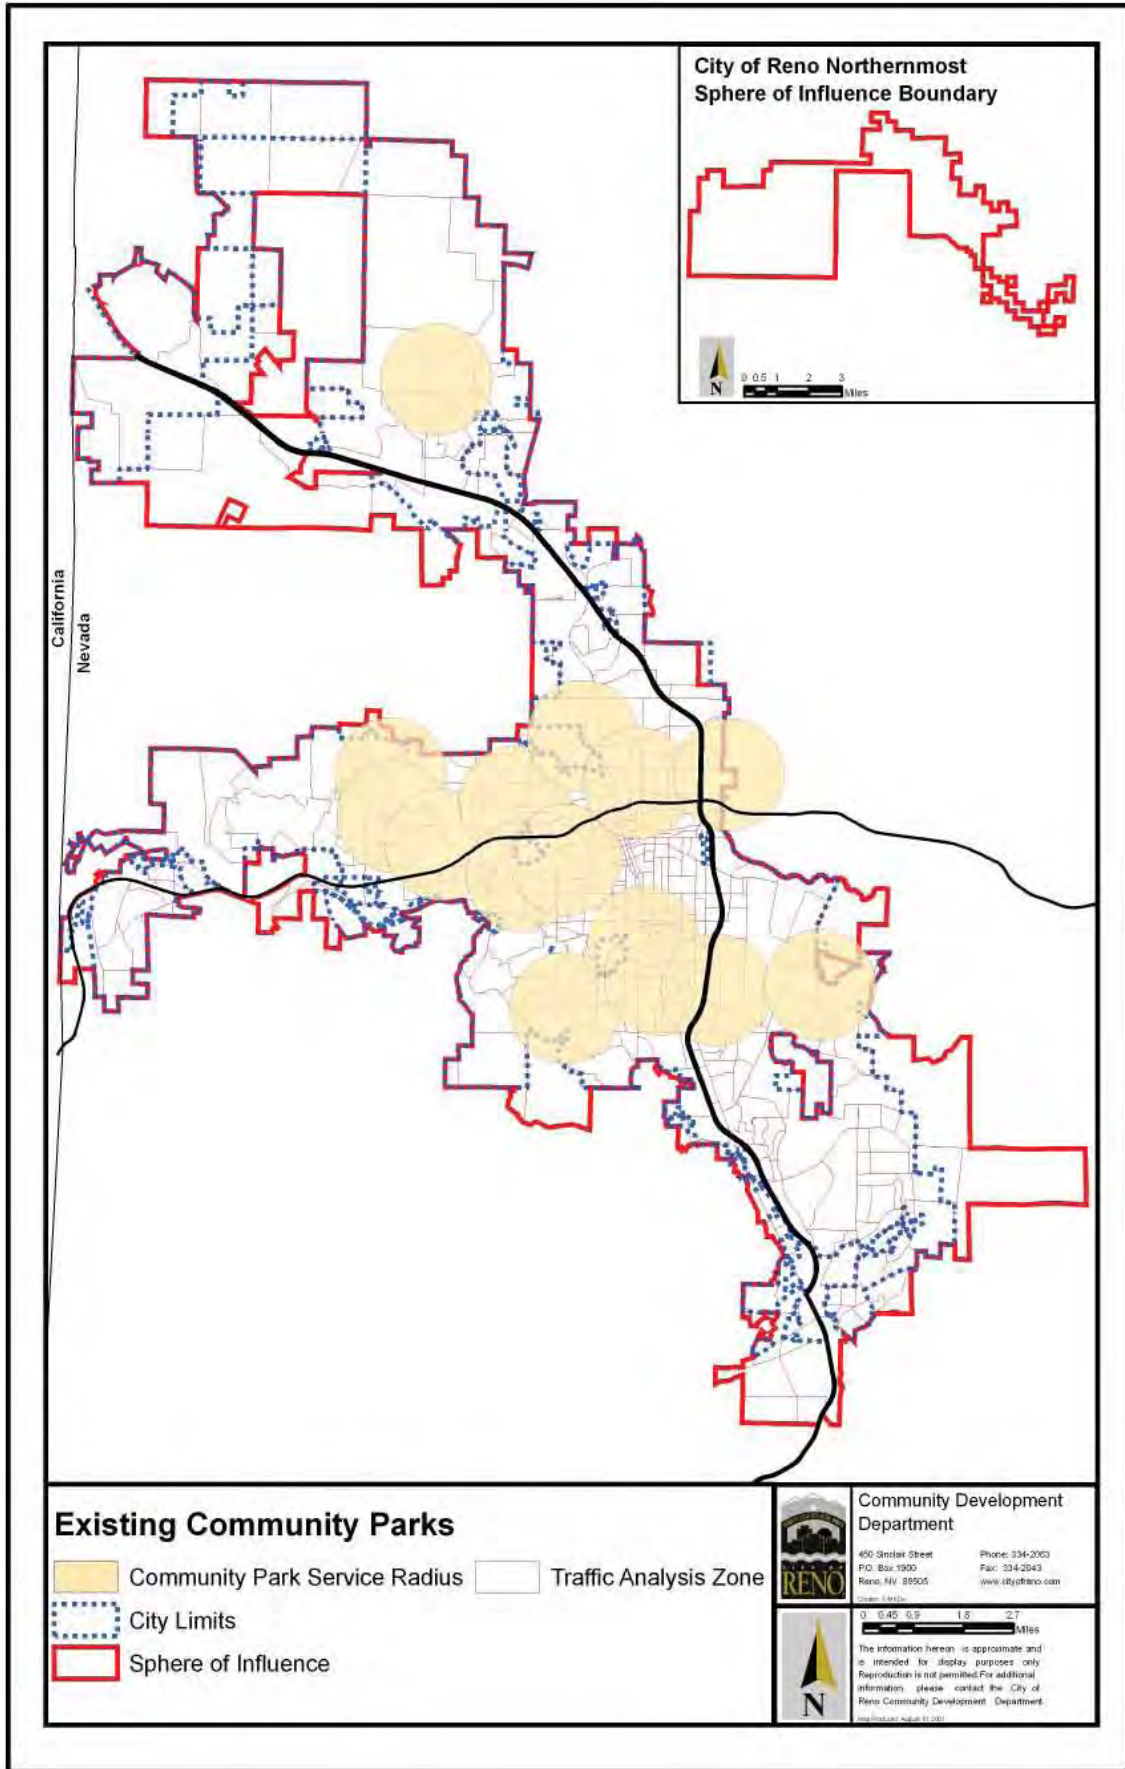 City of Reno Northernmost
Sphere of Influence Boundary
N
0 0.5 1 2 3
Miles
California
Nevada
Existing Community Parks
Community Park Service Radius
Traffic Analysis Zone
City Limits
Sphere of Influence
RENO
Community Development
Department
450 Sinclair Street
P.O. Box 1900
Reno, NV 89505
Phone: 334-2063
Fax: 334-2043
www.cityofreno.com
N
0 0.45 0.9 1.8 2.7
Miles
The information hereon is approximate and
is intended for display purposes only
Reproduction is not permitted.For additional
information, please contact the City of
Reno Community Development Department